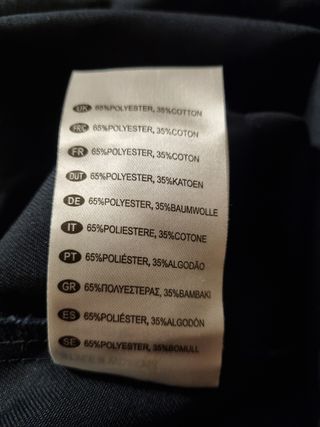 UK 65%POLYESTER, 35%COTTON
FR/C 65%POLYESTER, 35%COTON
FR 65%POLYESTER, 35%COTON
DUT 65%POLYESTER, 35%KATOEN
DE 65%POLYESTER, 35%BAUMWOLLE
IT 65%POLIESTERE, 35%COTONE
PT 65%POLIÉSTER, 35%ALGODÃO
GR 65%ΠΟΛΥΕΣΤΕΡΑΣ, 35%ΒΑΜΒΑΚΙ
ES 65%POLIÉSTER, 35%ALGODÓN
SE 65%POLYESTER, 35%BOMULL